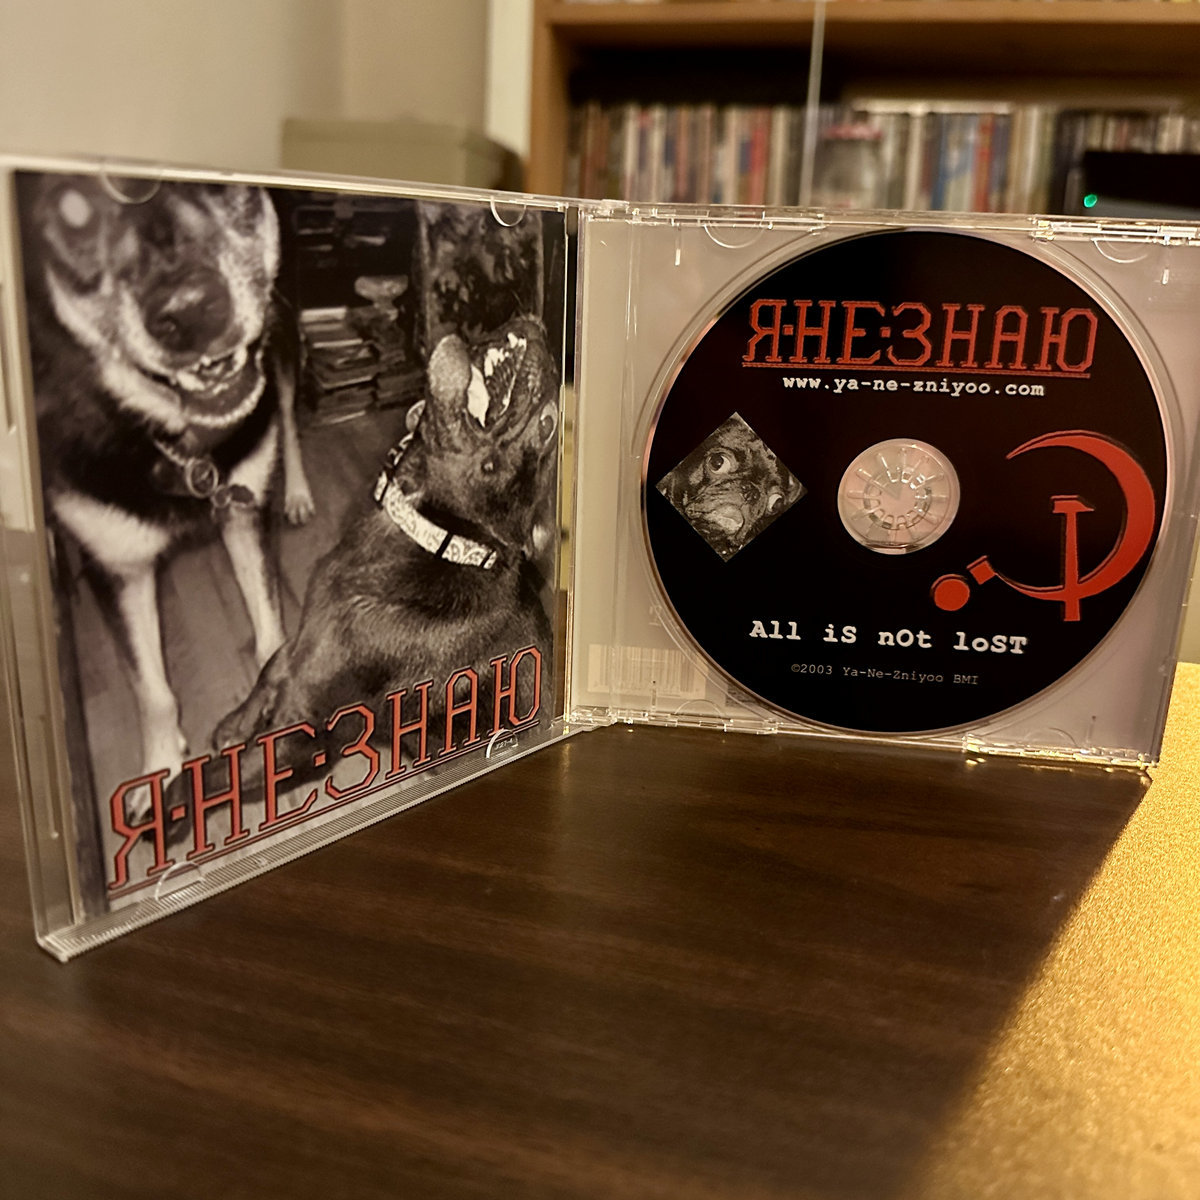 Я·НЕ·ЗНАЮ
Я·НЕ·ЗНАЮ
www.ya-ne-zniyoo.com
All iS nOt loST
©2003 Ya-Ne-Zniyoo BMI